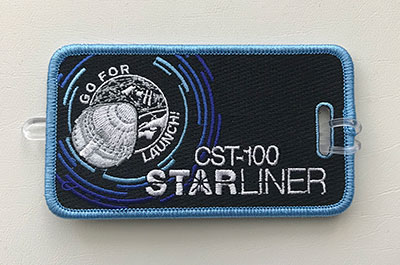 GO FOR
LAUNCH!
CST-100
STARLINER